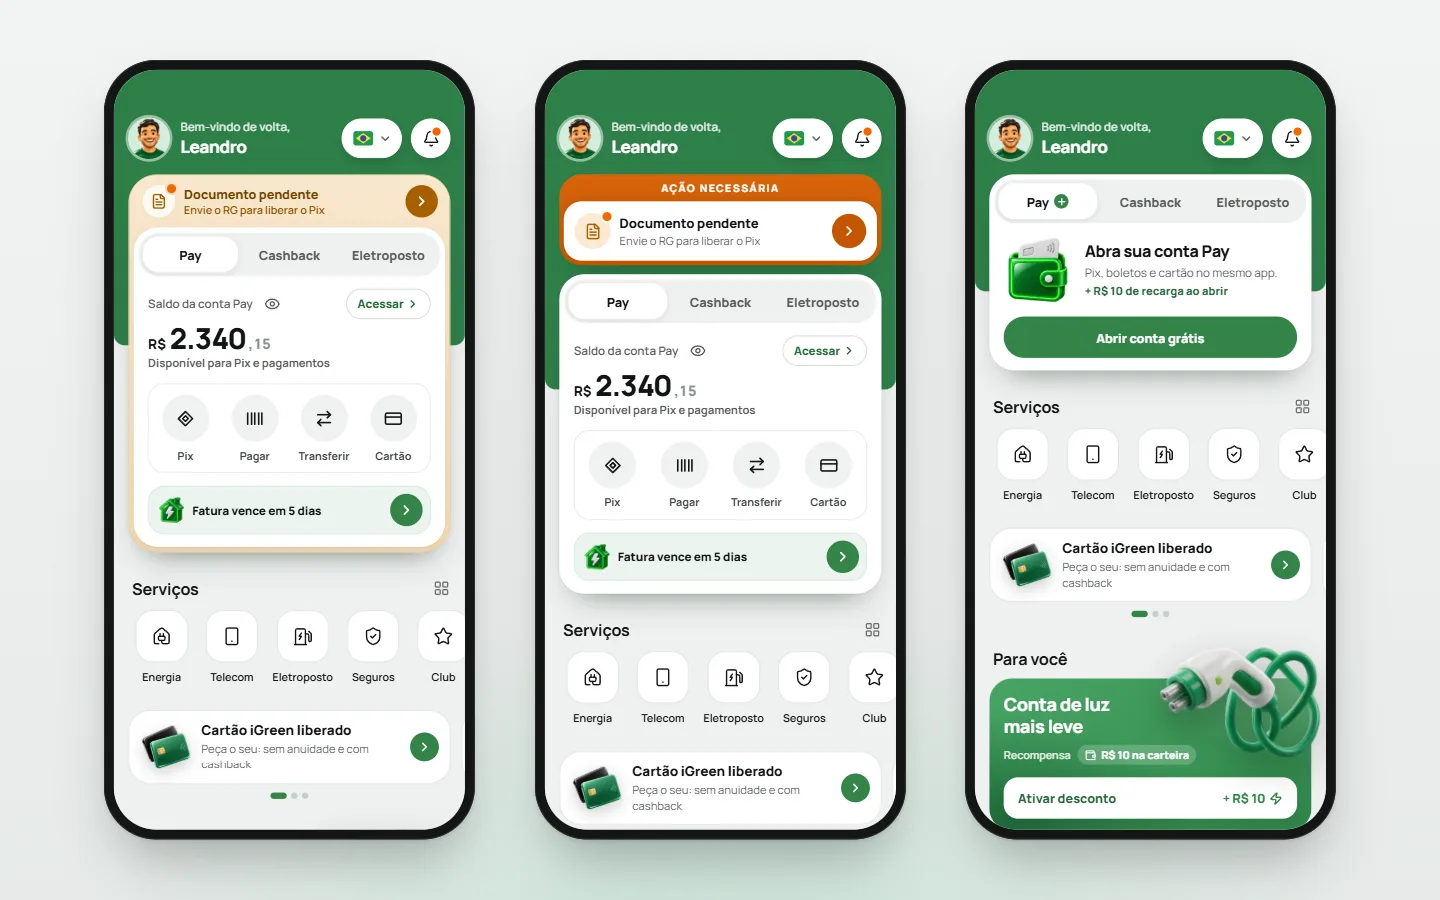 Bem-vindo de volta,
Leandro
Documento pendente
Envie o RG para liberar o Pix
Pay
Cashback
Eletroposto
Saldo da conta Pay
Acessar
R$ 2.340,15
Disponível para Pix e pagamentos
Pix
Pagar
Transferir
Cartão
Fatura vence em 5 dias
Serviços
Energia
Telecom
Eletroposto
Seguros
Club
Cartão iGreen liberado
Peça o seu: sem anuidade e com
cashback
Bem-vindo de volta,
Leandro
AÇÃO NECESSÁRIA
Documento pendente
Envie o RG para liberar o Pix
Pay
Cashback
Eletroposto
Saldo da conta Pay
Acessar
R$ 2.340,15
Disponível para Pix e pagamentos
Pix
Pagar
Transferir
Cartão
Fatura vence em 5 dias
Serviços
Energia
Telecom
Eletroposto
Seguros
Club
Cartão iGreen liberado
Peça o seu: sem anuidade e com
cashback
Bem-vindo de volta,
Leandro
Pay
Cashback
Eletroposto
Abra sua conta Pay
Pix, boletos e cartão no mesmo app.
+ R$ 10 de recarga ao abrir
Abrir conta grátis
Serviços
Energia
Telecom
Eletroposto
Seguros
Club
Cartão iGreen liberado
Peça o seu: sem anuidade e com
cashback
Para você
Conta de luz
mais leve
Recompensa
R$ 10 na carteira
Ativar desconto
+ R$ 10